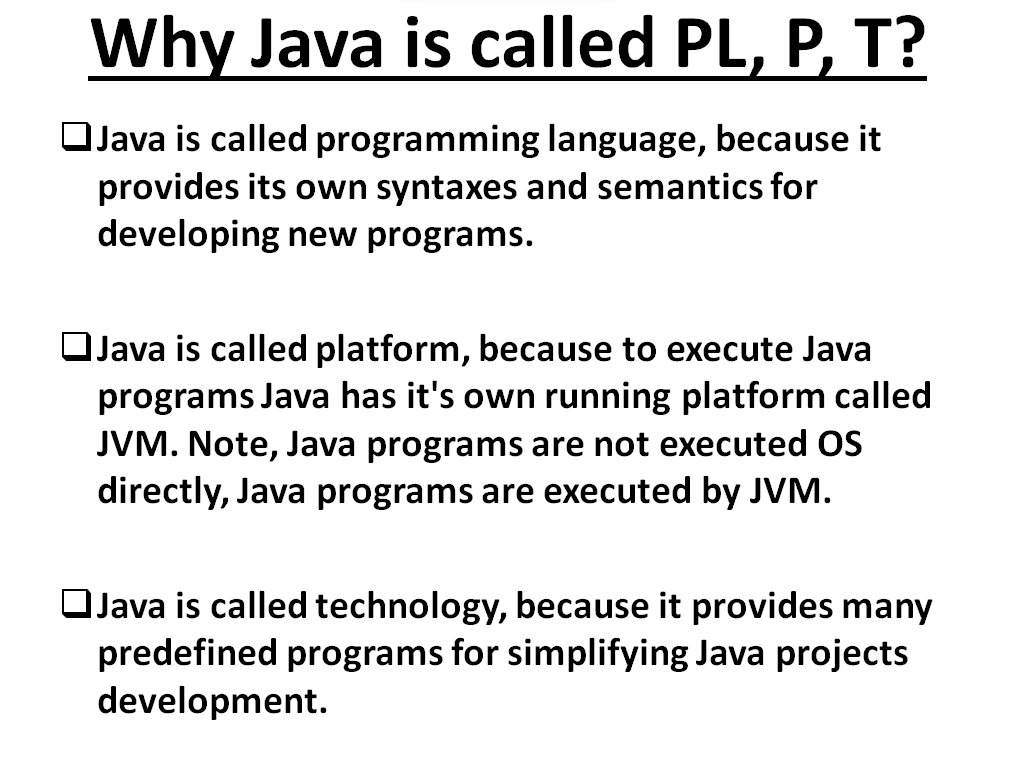 Why Java is called PL, P, T?
Java is called programming language, because it
provides its own syntaxes and semantics for
developing new programs.
Java is called platform, because to execute Java
programs Java has it's own running platform called
JVM. Note, Java programs are not executed OS
directly, Java programs are executed by JVM.
Java is called technology, because it provides many
predefined programs for simplifying Java projects
development.